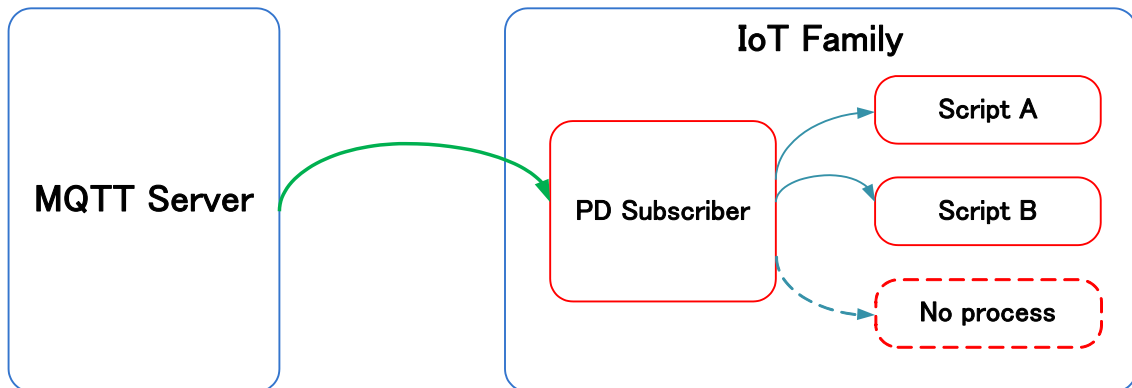 IoT Family
MQTT Server
PD Subscriber
Script A
Script B
No process